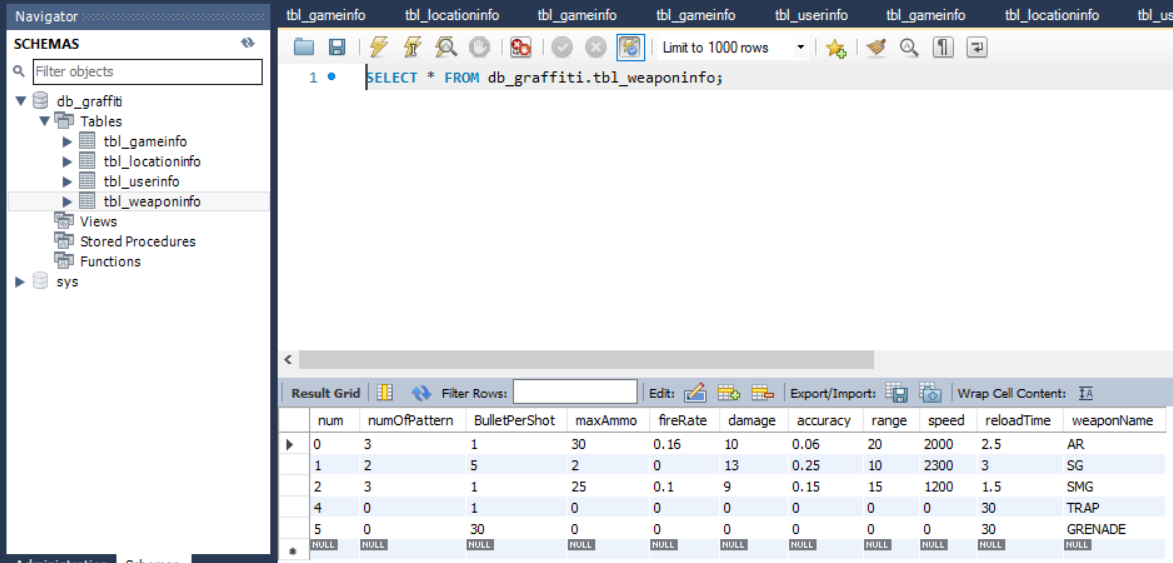 Navigator
SCHEMAS
Filter objects
db_graffiti
Tables
tbl_gameinfo
tbl_locationinfo
tbl_userinfo
tbl_weaponinfo
Views
Stored Procedures
Functions
sys
Administration Schemas
tbl_gameinfo tbl_locationinfo tbl_gameinfo tbl_gameinfo tbl_userinfo tbl_gameinfo tbl_locationinfo tbl_us
Limit to 1000 rows
1 SELECT * FROM db_graffiti.tbl_weaponinfo;
Result Grid Filter Rows: Edit: Export/Import: Wrap Cell Content: IA
num numOfPattern BulletPerShot maxAmmo fireRate damage accuracy range speed reloadTime weaponName
0 3 1 30 0.16 10 0.06 20 2000 2.5 AR
1 2 5 2 0 13 0.25 10 2300 3 SG
2 3 1 25 0.1 9 0.15 15 1200 1.5 SMG
4 0 1 0 0 0 0 0 0 30 TRAP
5 0 30 0 0 0 0 0 0 30 GRENADE
NULL NULL NULL NULL NULL NULL NULL NULL NULL NULL NULL